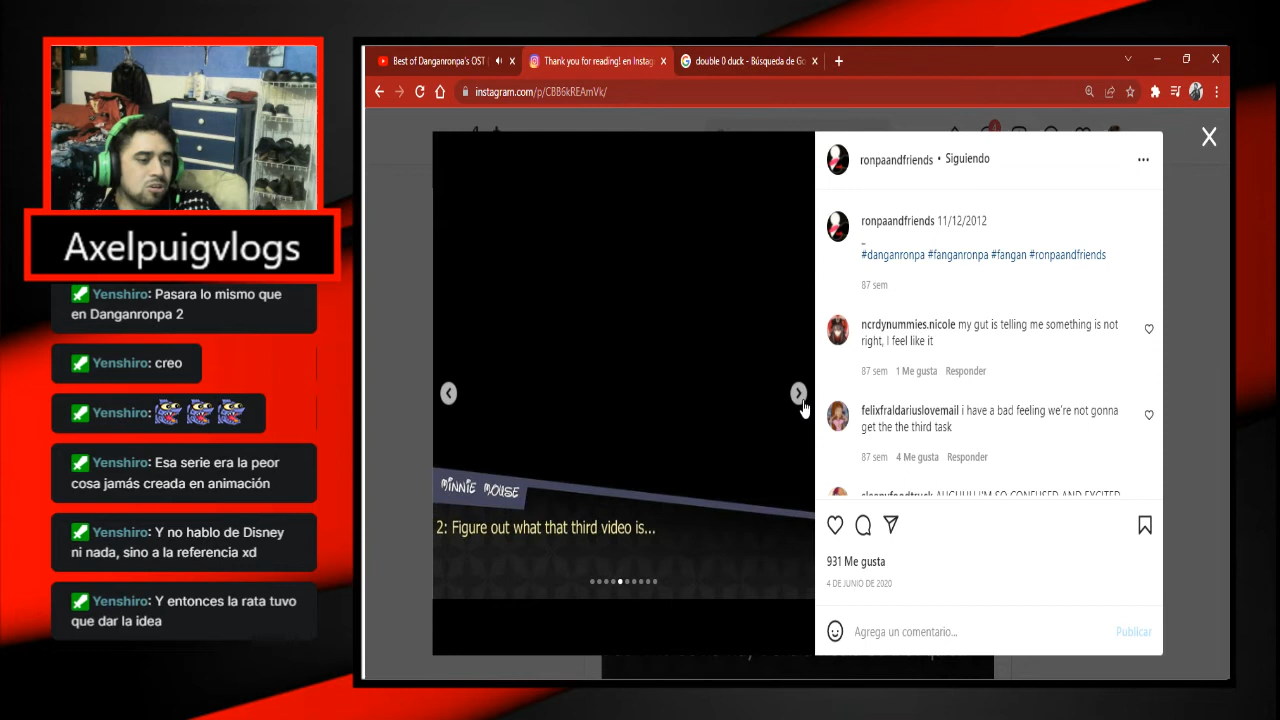 Axelpuigvlogs
Yenshiro: Pasara lo mismo que
en Danganronpa 2
Yenshiro: creo
Yenshiro:
Yenshiro: Esa serie era la peor
cosa jamás creada en animación
Yenshiro: Y no hablo de Disney
ni nada, sino a la referencia xd
Yenshiro: Y entonces la rata tuvo
que dar la idea
Best of Danganronpa's OST
Thank you for reading! en Instag
double 0 duck - Búsqueda de Go
instagram.com/p/CBB6kREAmVk/
MINNIE MOUSE
2: Figure out what that third video is...
ronpaandfriends • Siguiendo
ronpaandfriends 11/12/2012
_
#danganronpa #fanganronpa #fangan #ronpaandfriends
87 sem
ncrdynummies.nicole my gut is telling me something is not
right, I feel like it
87 sem 1 Me gusta Responder
felixfraldariuslovemail i have a bad feeling we're not gonna
get the the third task
87 sem 4 Me gusta Responder
931 Me gusta
4 DE JUNIO DE 2020
Agrega un comentario...
Publicar